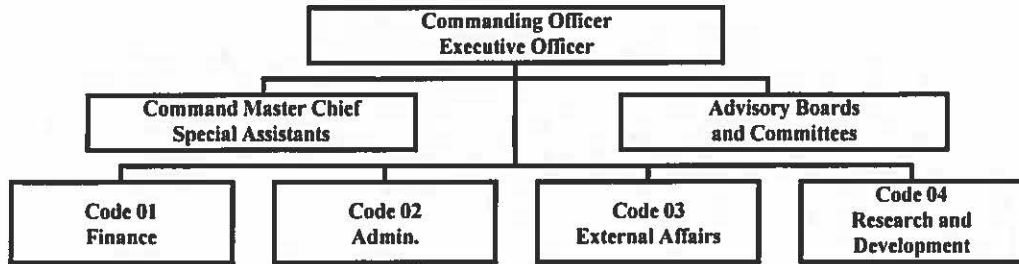 Commanding Officer
Executive Officer
Command Master Chief
Special Assistants
Advisory Boards
and Committees
Code 01
Finance
Code 02
Admin.
Code 03
External Affairs
Code 04
Research and
Development